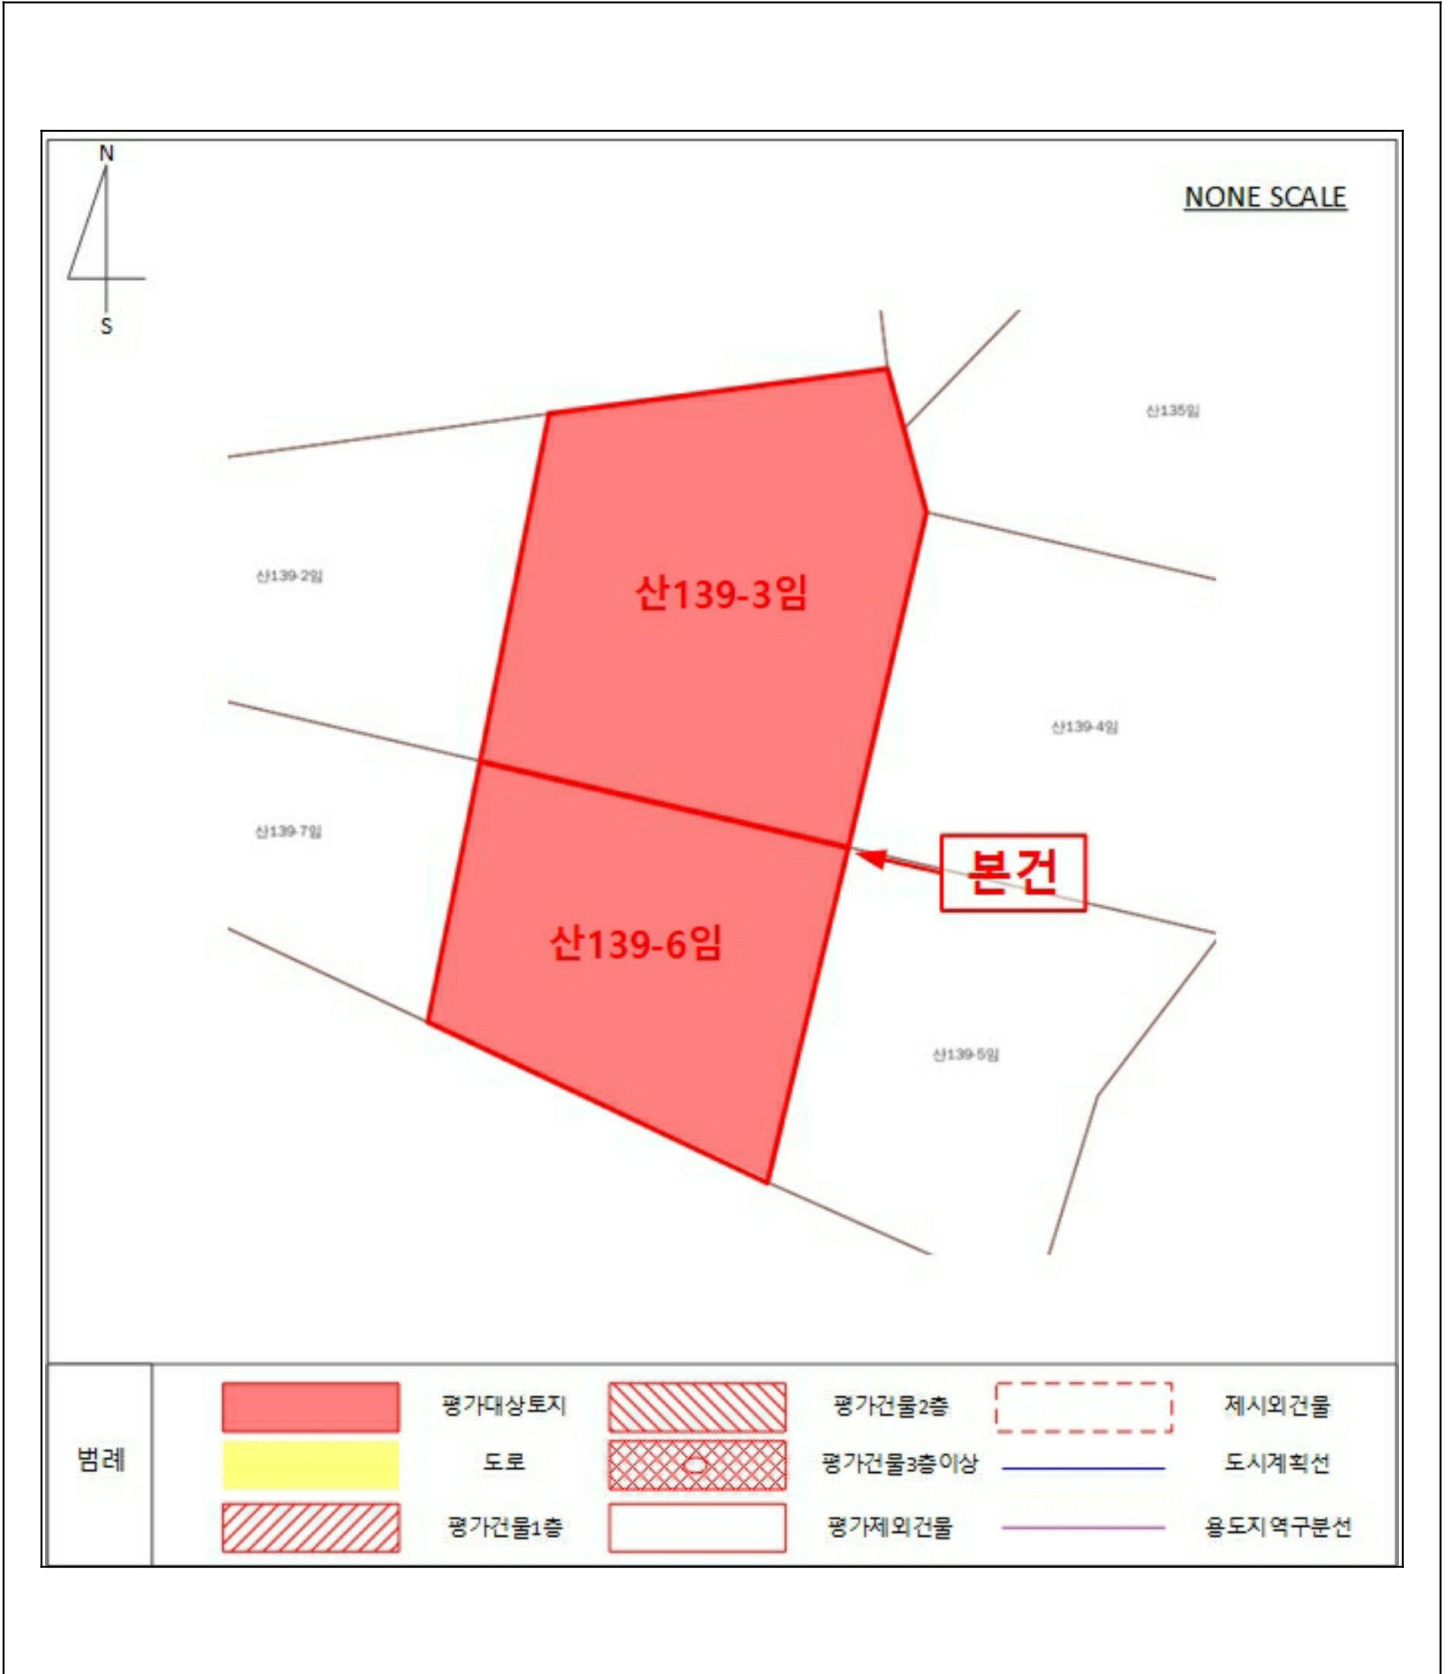 N
NONE SCALE
S
산135임
산139-2임
산139-3임
산139-4임
산139-7임
본건
산139-6임
산139-5임
범례
평가대상토지
평가건물2층
제시외건물
도로
평가건물3층이상
도시계획선
평가건물1층
평가제외건물
용도지역구분선